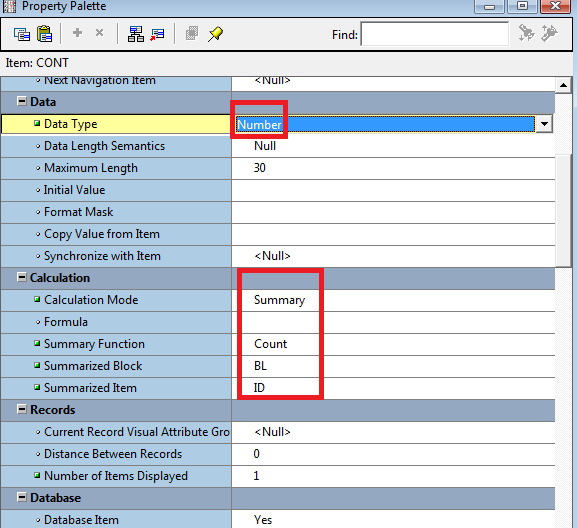 Property Palette
Find:
Item: CONT
Next Navigation Item <Null>
Data
Data Type Number
Data Length Semantics Null
Maximum Length 30
Initial Value
Format Mask
Copy Value from Item
Synchronize with Item <Null>
Calculation
Calculation Mode Summary
Formula
Summary Function Count
Summarized Block BL
Summarized Item ID
Records
Current Record Visual Attribute Gro <Null>
Distance Between Records 0
Number of Items Displayed 1
Database
Database Item Yes